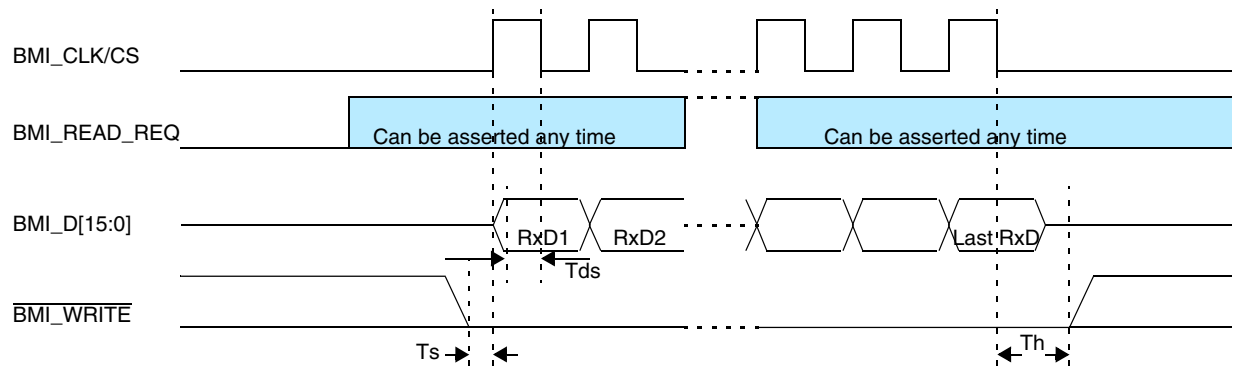 BMI_CLK/CS
BMI_READ_REQ
Can be asserted any time
Can be asserted any time
BMI_D[15:0]
RxD1
RxD2
Last RxD
Tds
BMI_WRITE
Ts
Th